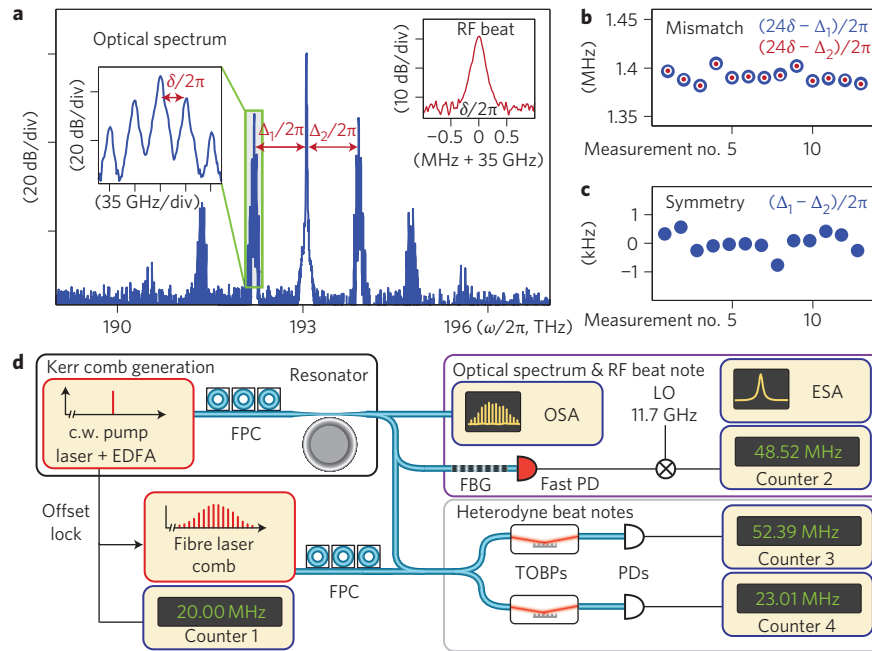 a
Optical spectrum
δ/2π
(20 dB/div)
(35 GHz/div)
(20 dB/div)
Δ₁/2π
Δ₂/2π
RF beat
(10 dB/div)
δ/2π
−0.5 0 0.5
(MHz + 35 GHz)
190 193 196 (ω/2π, THz)
b
Mismatch
(24δ − Δ₁)/2π
(24δ − Δ₂)/2π
(MHz)
1.45
1.4
1.35
Measurement no. 5 10
c
Symmetry
(Δ₁ − Δ₂)/2π
(kHz)
1
0
−1
Measurement no. 5 10
d
Kerr comb generation
c.w. pump
laser + EDFA
FPC
Resonator
Optical spectrum & RF beat note
OSA
LO
11.7 GHz
ESA
FBG
Fast PD
48.52 MHz
Counter 2
Offset
lock
Fibre laser
comb
FPC
20.00 MHz
Counter 1
Heterodyne beat notes
TOBPs
PDs
52.39 MHz
Counter 3
23.01 MHz
Counter 4